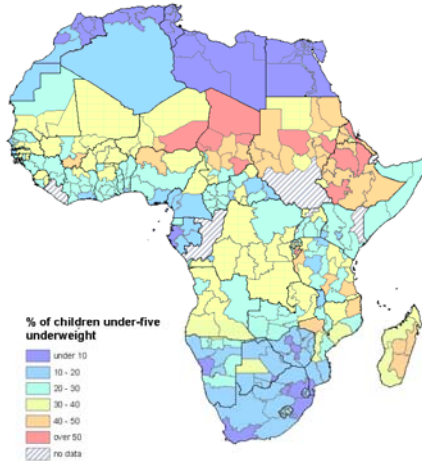 % of children under-five
underweight
under 10
10 - 20
20 - 30
30 - 40
40 - 50
over 50
no data